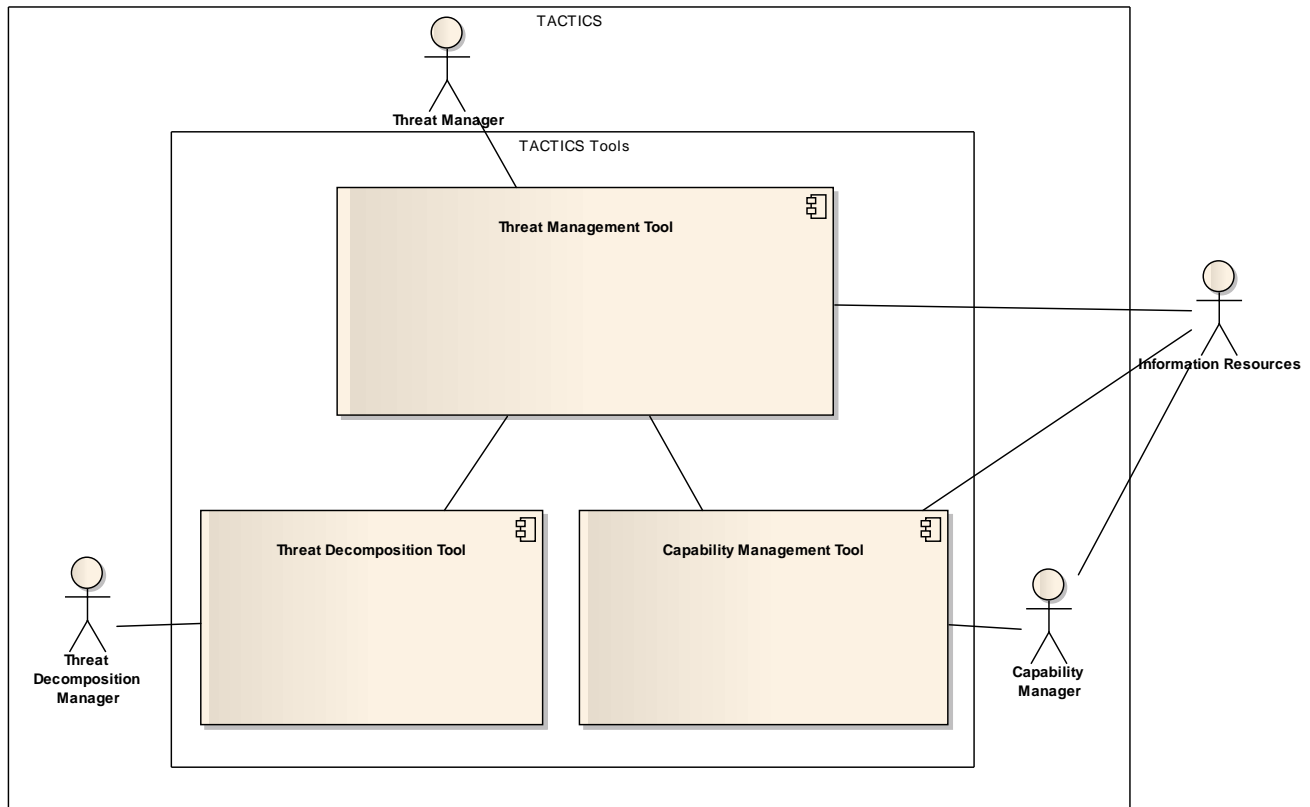 TACTICS
Threat Manager
TACTICS Tools
Threat Management Tool
Information Resources
Threat Decomposition Tool
Capability Management Tool
Threat
Decomposition
Manager
Capability
Manager